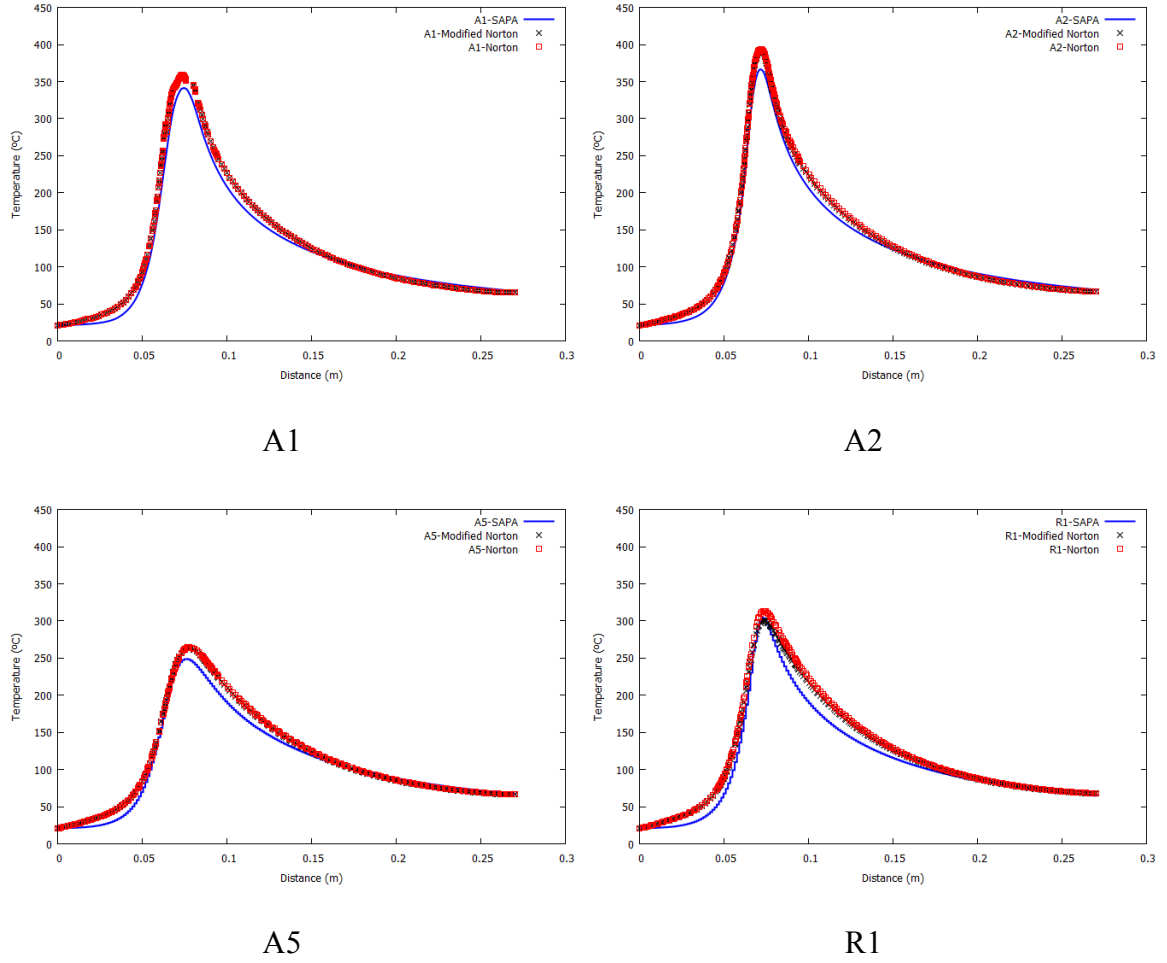 450
400
350
300
250
200
150
100
50
0
Temperature (ºC)
A1-SAPA
A1-Modified Norton
A1-Norton
0 0.05 0.1 0.15 0.2 0.25 0.3
Distance (m)
A1
450
400
350
300
250
200
150
100
50
0
Temperature (ºC)
A2-SAPA
A2-Modified Norton
A2-Norton
0 0.05 0.1 0.15 0.2 0.25 0.3
Distance (m)
A2
450
400
350
300
250
200
150
100
50
0
Temperature (ºC)
A5-SAPA
A5-Modified Norton
A5-Norton
0 0.05 0.1 0.15 0.2 0.25 0.3
Distance (m)
A5
450
400
350
300
250
200
150
100
50
0
Temperature (ºC)
R1-SAPA
R1-Modified Norton
R1-Norton
0 0.05 0.1 0.15 0.2 0.25 0.3
Distance (m)
R1